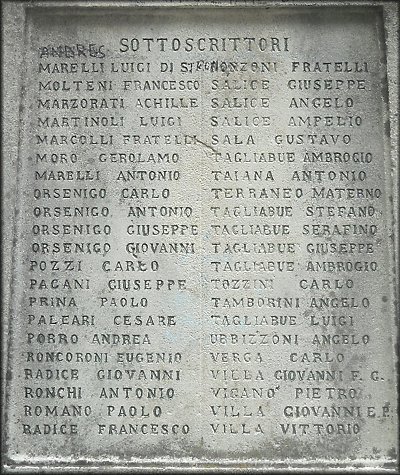 ANDRES
SOTTOSCRITTORI
MARELLI LUIGI DI STEFANO
MOLTENI FRANCESCO
MARZORATI ACHILLE
MARTINOLI LUIGI
MARCOLLI FRATELLI
MORO GEROLAMO
MARELLI ANTONIO
ORSENIGO CARLO
ORSENIGO ANTONIO
ORSENIGO GIUSEPPE
ORSENIGO GIOVANNI
POZZI CARLO
PAGANI GIUSEPPE
PRINA PAOLO
PALEARI CESARE
PORRO ANDREA
RONCORONI EUGENIO
RADICE GIOVANNI
RONCHI ANTONIO
ROMANO PAOLO
RADICE FRANCESCO
RONZONI FRATELLI
SALICE GIUSEPPE
SALICE ANGELO
SALICE AMPELIO
SALA GUSTAVO
TAGLIABUE AMBROGIO
TAIANA ANTONIO
TERRANEO MATERNO
TAGLIABUE STEFANO
TAGLIABUE SERAFINO
TAGLIABUE GIUSEPPE
TAGLIABUE AMBROGIO
TOZZINI CARLO
TAMBORINI ANGELO
TAGLIABUE LUIGI
UBBIZZONI ANGELO
VERGA CARLO
VILLA GIOVANNI F. G.
VIGANO' PIETRO
VILLA GIOVANNI E F.
VILLA VITTORIO